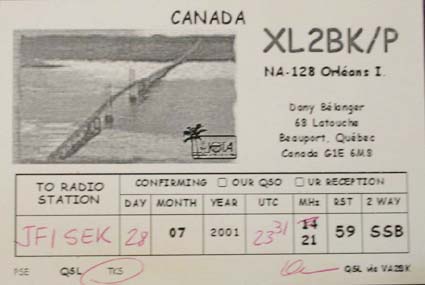 CANADA
XL2BK/P
NA-128 Orléans I.
Dany Bélanger
63 Latouche
Beauport, Québec
Canada G1E 6M8
TO RADIO STATION
CONFIRMING OUR QSO UR RECEPTION
DAY MONTH YEAR UTC MHz RST 2 WAY
JF1SEK 28 07 2001 2331 14 21 59 SSB
PSE QSL TKS
QSL via VA2BK